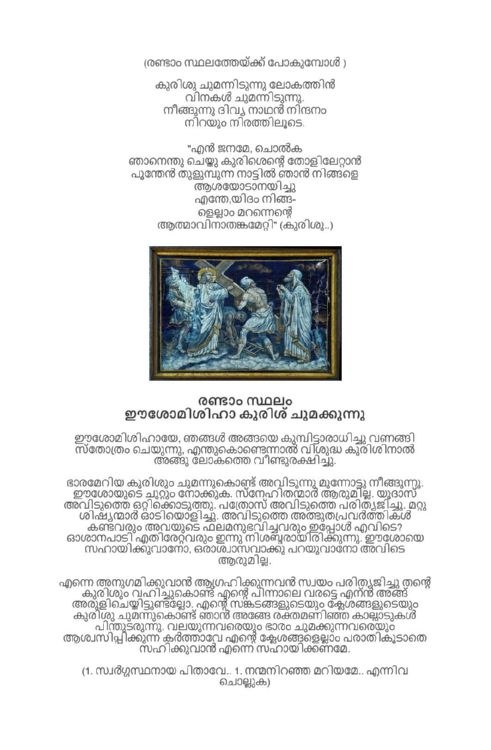 (രണ്ടാം സ്ഥലത്തേയ്ക്ക് പോകുമ്പോൾ )
കുരിശു ചുമന്നിടുന്നു ലോകത്തിൻ
വിനകൾ ചുമന്നിടുന്നു.
നീങ്ങുന്നു ദിവ്യ നാഥൻ നിന്ദനം
നിറയും നിരത്തിലൂടെ.
"എൻ ജനമേ, ചൊൽക
ഞാനെന്തു ചെയ്തു കുരിശെന്റെ തോളിലേറ്റാൻ
പൂന്തേൻ തുളുമ്പുന്ന നാട്ടിൽ ഞാൻ നിങ്ങളെ
ആശയോടാനയിച്ചു
എന്തേ,യിദം നിങ്ങ-
ളെല്ലാം മറന്നെന്റെ
ആത്മാവിനാതങ്കമേറ്റി" (കുരിശു..)
രണ്ടാം സ്ഥലം
ഈശോമിശിഹാ കുരിശ് ചുമക്കുന്നു
ഈശോമിശിഹായേ, ഞങ്ങൾ അങ്ങയെ കുമ്പിട്ടാരാധിച്ചു വണങ്ങി
സ്തോത്രം ചെയ്യുന്നു, എന്തുകൊണ്ടെന്നാൽ വിശുദ്ധ കുരിശിനാൽ
അങ്ങു ലോകത്തെ വീണ്ടുരക്ഷിച്ചു.
ഭാരമേറിയ കുരിശും ചുമന്നുകൊണ്ട് അവിടുന്നു മുന്നോട്ടു നീങ്ങുന്നു.
ഈശോയുടെ ചുറ്റും നോക്കുക. സ്നേഹിതന്മാർ ആരുമില്ല. യൂദാസ്
അവിടുത്തെ ഒറ്റിക്കൊടുത്തു. പത്രോസ് അവിടുത്തെ പരിത്യജിച്ചു. മറ്റു
ശിഷ്യന്മാർ ഓടിയൊളിച്ചു. അവിടുത്തെ അത്ഭുതപ്രവർത്തികൾ
കണ്ടവരും അവയുടെ ഫലമനുഭവിച്ചവരും ഇപ്പോൾ എവിടെ?
ഓശാനപാടി എതിരേറ്റവരും ഇന്നു നിശബ്ദരായിരിക്കുന്നു. ഈശോയെ
സഹായിക്കുവാനോ, ഒരാശ്വാസവാക്കു പറയുവാനോ അവിടെ
ആരുമില്ല.
എന്നെ അനുഗമിക്കുവാൻ ആഗ്രഹിക്കുന്നവൻ സ്വയം പരിത്യജിച്ചു തന്റെ
കുരിശും വഹിച്ചുകൊണ്ട് എന്റെ പിന്നാലെ വരട്ടെ എന്ന് അങ്ങ്
അരുളിചെയ്തിട്ടുണ്ടല്ലോ, എന്റെ സങ്കടങ്ങളുടെയും ക്ലേശങ്ങളുടെയും
കുരിശു ചുമന്നുകൊണ്ട് ഞാൻ അങ്ങേ രക്തമണിഞ്ഞ കാല്പാടുകൾ
പിന്തുടരുന്നു. വലയുന്നവരെയും ഭാരം ചുമക്കുന്നവരെയും
ആശ്വസിപ്പിക്കുന്ന കർത്താവേ എന്റെ ക്ലേശങ്ങളെല്ലാം പരാതികൂടാതെ
സഹിക്കുവാൻ എന്നെ സഹായിക്കണമേ.
(1. സ്വർഗ്ഗസ്ഥനായ പിതാവേ.. 1. നന്മനിറഞ്ഞ മറിയമേ.. എന്നിവ
ചൊല്ലുക)